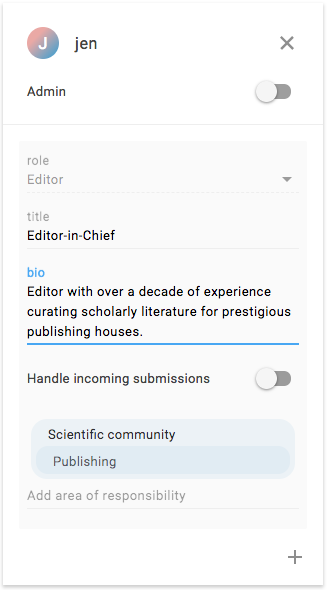 J jen
Admin
role
Editor
title
Editor-in-Chief
bio
Editor with over a decade of experience
curating scholarly literature for prestigious
publishing houses.
Handle incoming submissions
Scientific community
Publishing
Add area of responsibility